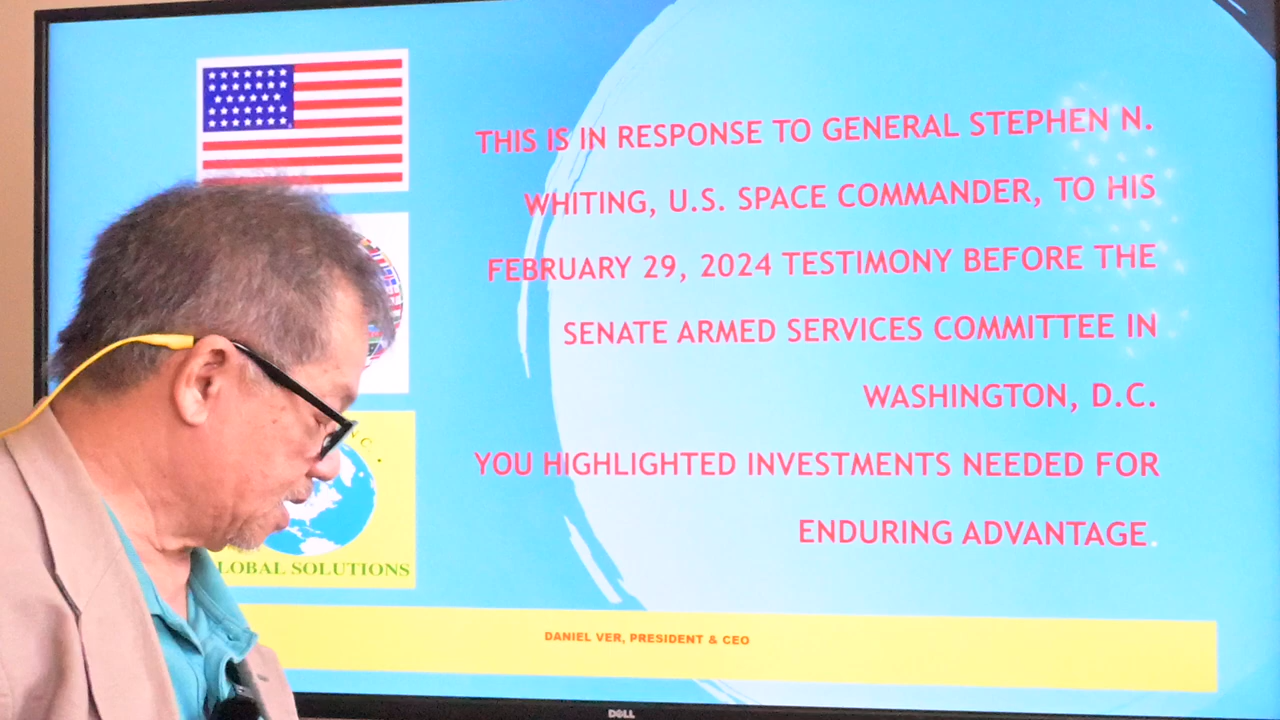 THIS IS IN RESPONSE TO GENERAL STEPHEN N.
WHITING, U.S. SPACE COMMANDER, TO HIS
FEBRUARY 29, 2024 TESTIMONY BEFORE THE
SENATE ARMED SERVICES COMMITTEE IN
WASHINGTON, D.C.
YOU HIGHLIGHTED INVESTMENTS NEEDED FOR
ENDURING ADVANTAGE.
SOLUTIONS
DANIEL VER, PRESIDENT & CEO
DELL